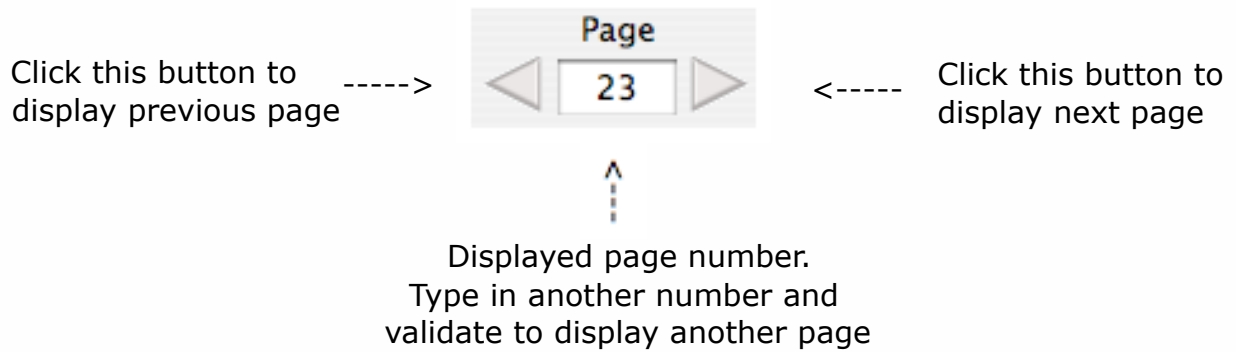 Page
23
Click this button to
display previous page
----->
<-----
Click this button to
display next page
Displayed page number.
Type in another number and
validate to display another page